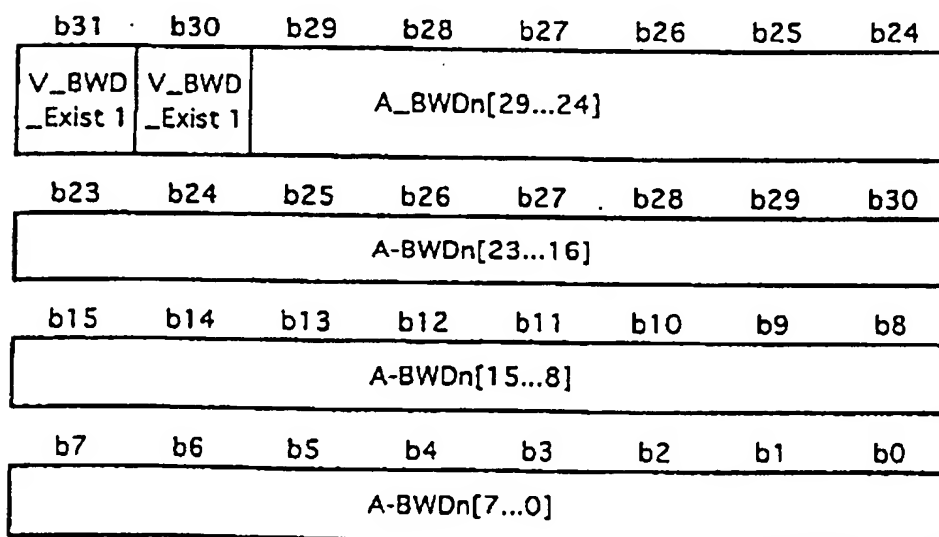 b31 b30 b29 b28 b27 b26 b25 b24
V_BWD V_BWD
_Exist 1 _Exist 1 A_BWDn[29...24]
b23 b24 b25 b26 b27 b28 b29 b30
A-BWDn[23...16]
b15 b14 b13 b12 b11 b10 b9 b8
A-BWDn[15...8]
b7 b6 b5 b4 b3 b2 b1 b0
A-BWDn[7...0]